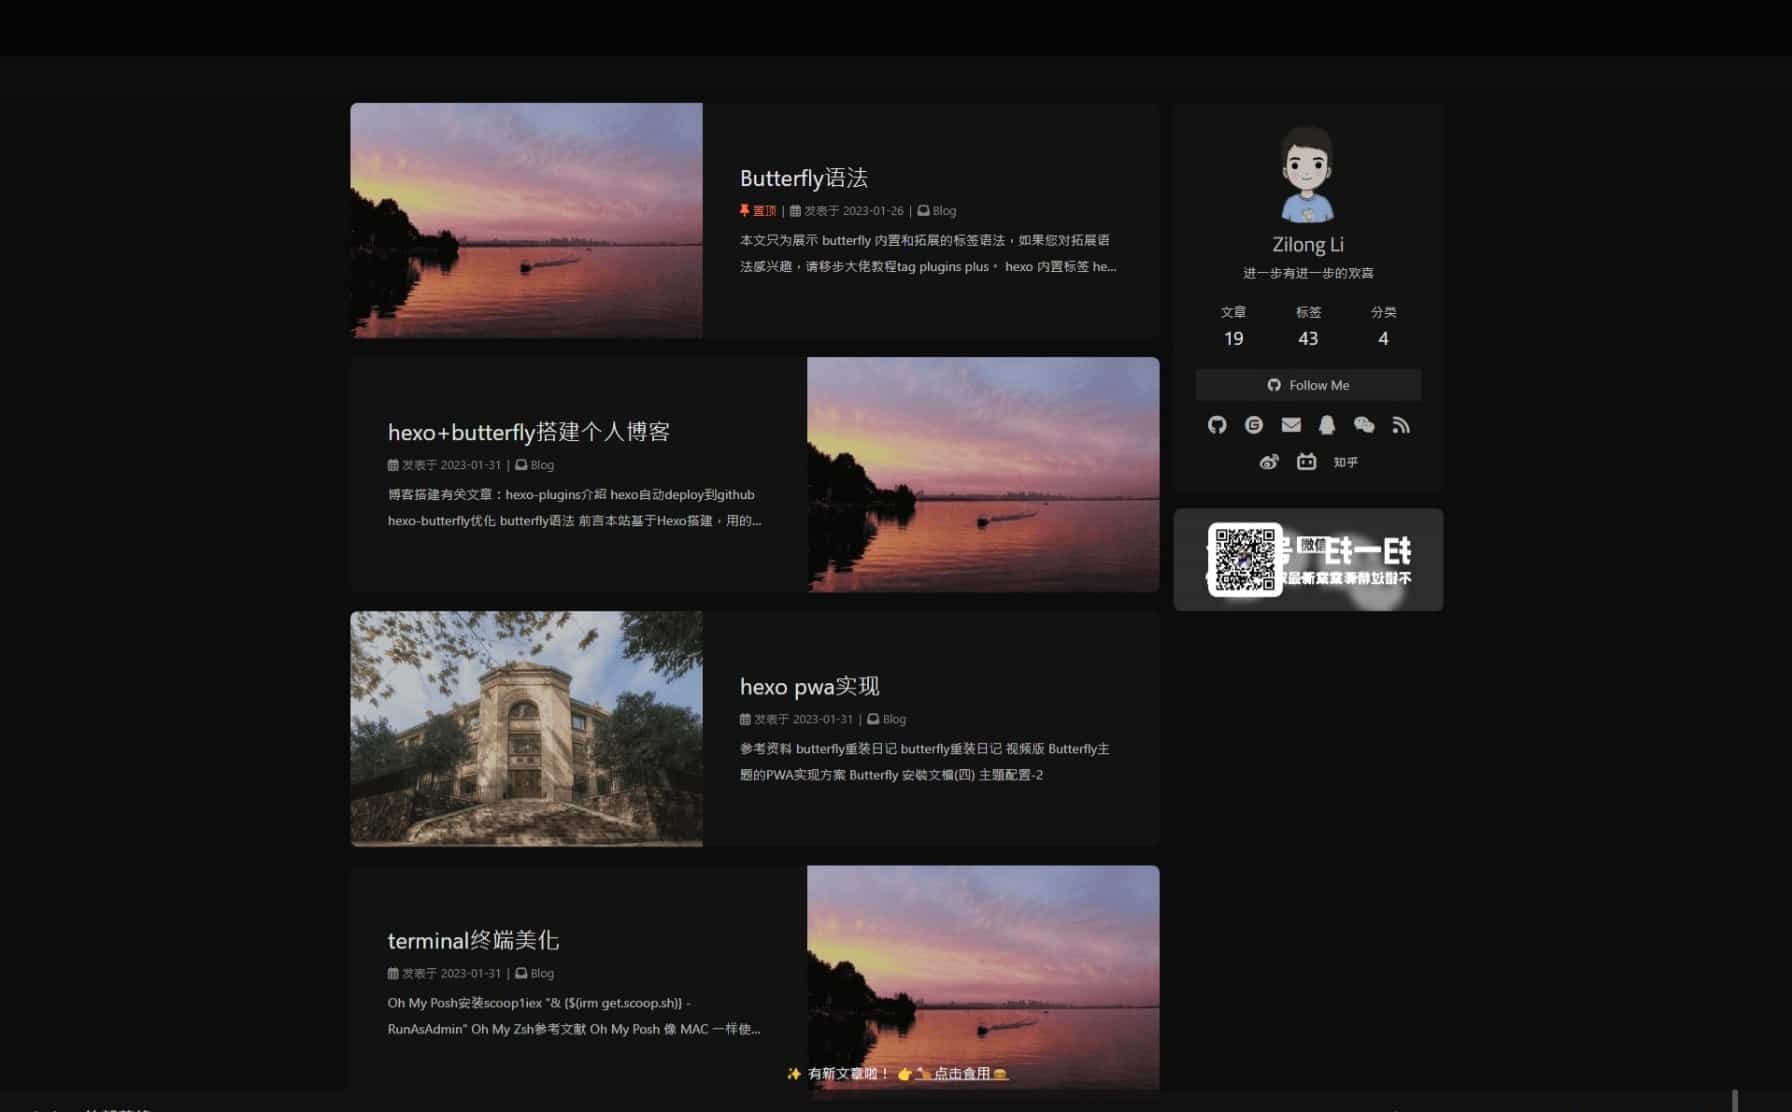 Butterfly语法
置顶 | 发表于 2023-01-26 | Blog
本文只为展示 butterfly 内置和拓展的标签语法，如果您对拓展语
法感兴趣，请移步大佬教程tag plugins plus。 hexo 内置标签 he...
hexo+butterfly搭建个人博客
发表于 2023-01-31 | Blog
博客搭建有关文章：hexo-plugins介紹 hexo自动deploy到github
hexo-butterfly优化 butterfly语法 前言本站基于Hexo搭建，用的...
hexo pwa实现
发表于 2023-01-31 | Blog
参考资料 butterfly重装日记 butterfly重装日记 视频版 Butterfly主
题的PWA实现方案 Butterfly 安裝文檔(四) 主題配置-2
terminal终端美化
发表于 2023-01-31 | Blog
Oh My Posh安装scoop1iex "& {$(irm get.scoop.sh)} -
RunAsAdmin" Oh My Zsh参考文献 Oh My Posh 像 MAC 一样使...
✨ 有新文章啦！ 👉 点击食用🍔
Zilong Li
进一步有进一步的欢喜
文章 标签 分类
19 43 4
Follow Me
知乎
微信